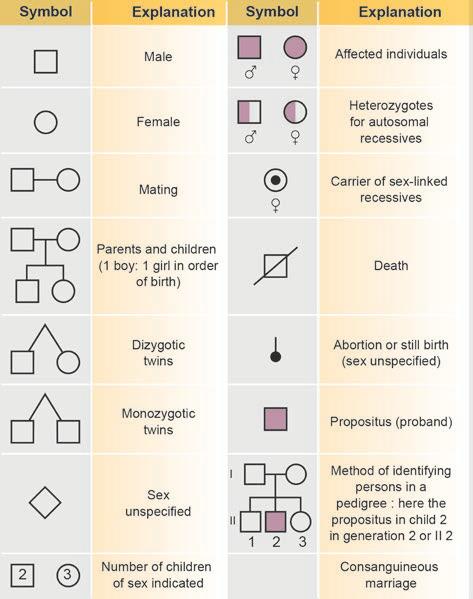 Symbol
Explanation
Symbol
Explanation
Male
♂ ♀
Affected individuals
Female
♂ ♀
Heterozygotes
for autosomal
recessives
Mating
♀
Carrier of sex-linked
recessives
Parents and children
(1 boy: 1 girl in order
of birth)
Death
Dizygotic
twins
Abortion or still birth
(sex unspecified)
Monozygotic
twins
Propositus (proband)
Sex
unspecified
I
II
1 2 3
Method of identifying
persons in a
pedigree : here the
propositus in child 2
in generation 2 or II 2
2 3
Number of children
of sex indicated
Consanguineous
marriage